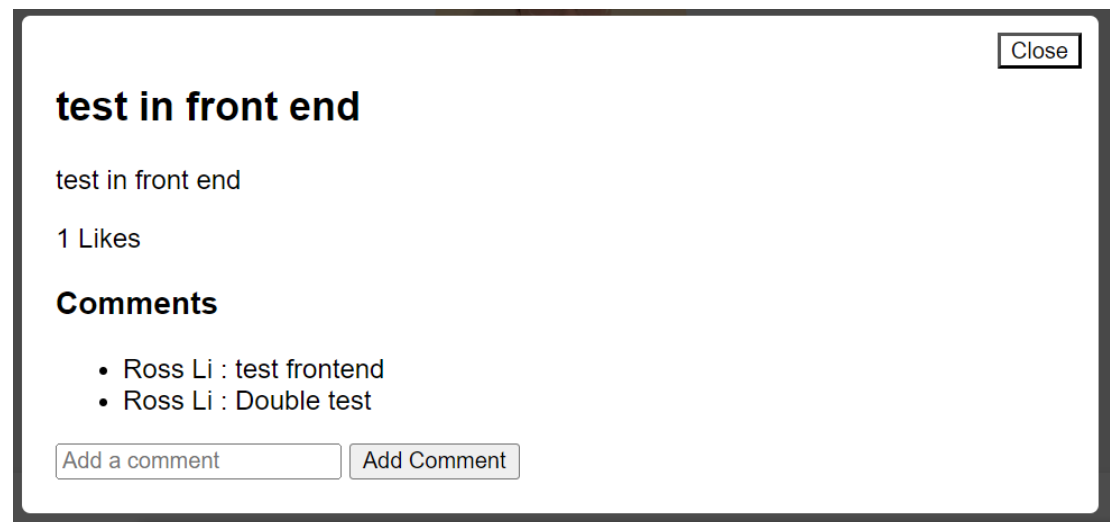 Close
test in front end
test in front end
1 Likes
Comments
Ross Li : test frontend
Ross Li : Double test
Add a comment Add Comment